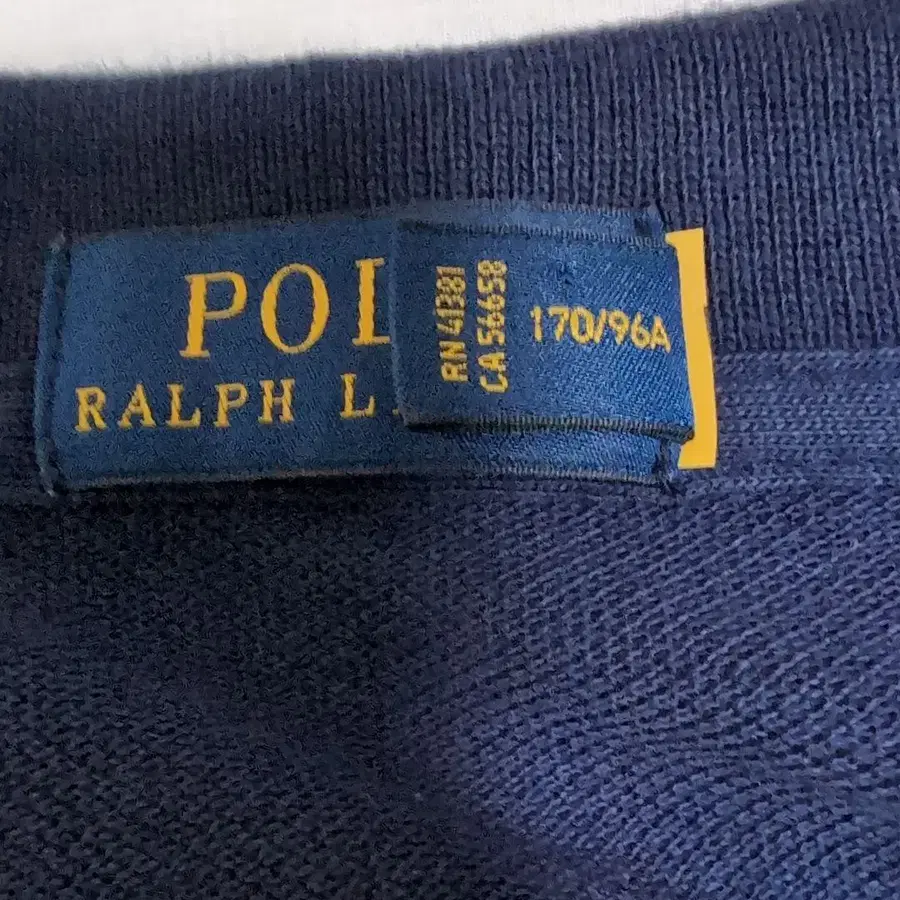 POL
RALPH L
RN 41381
CA 56658
170/96A